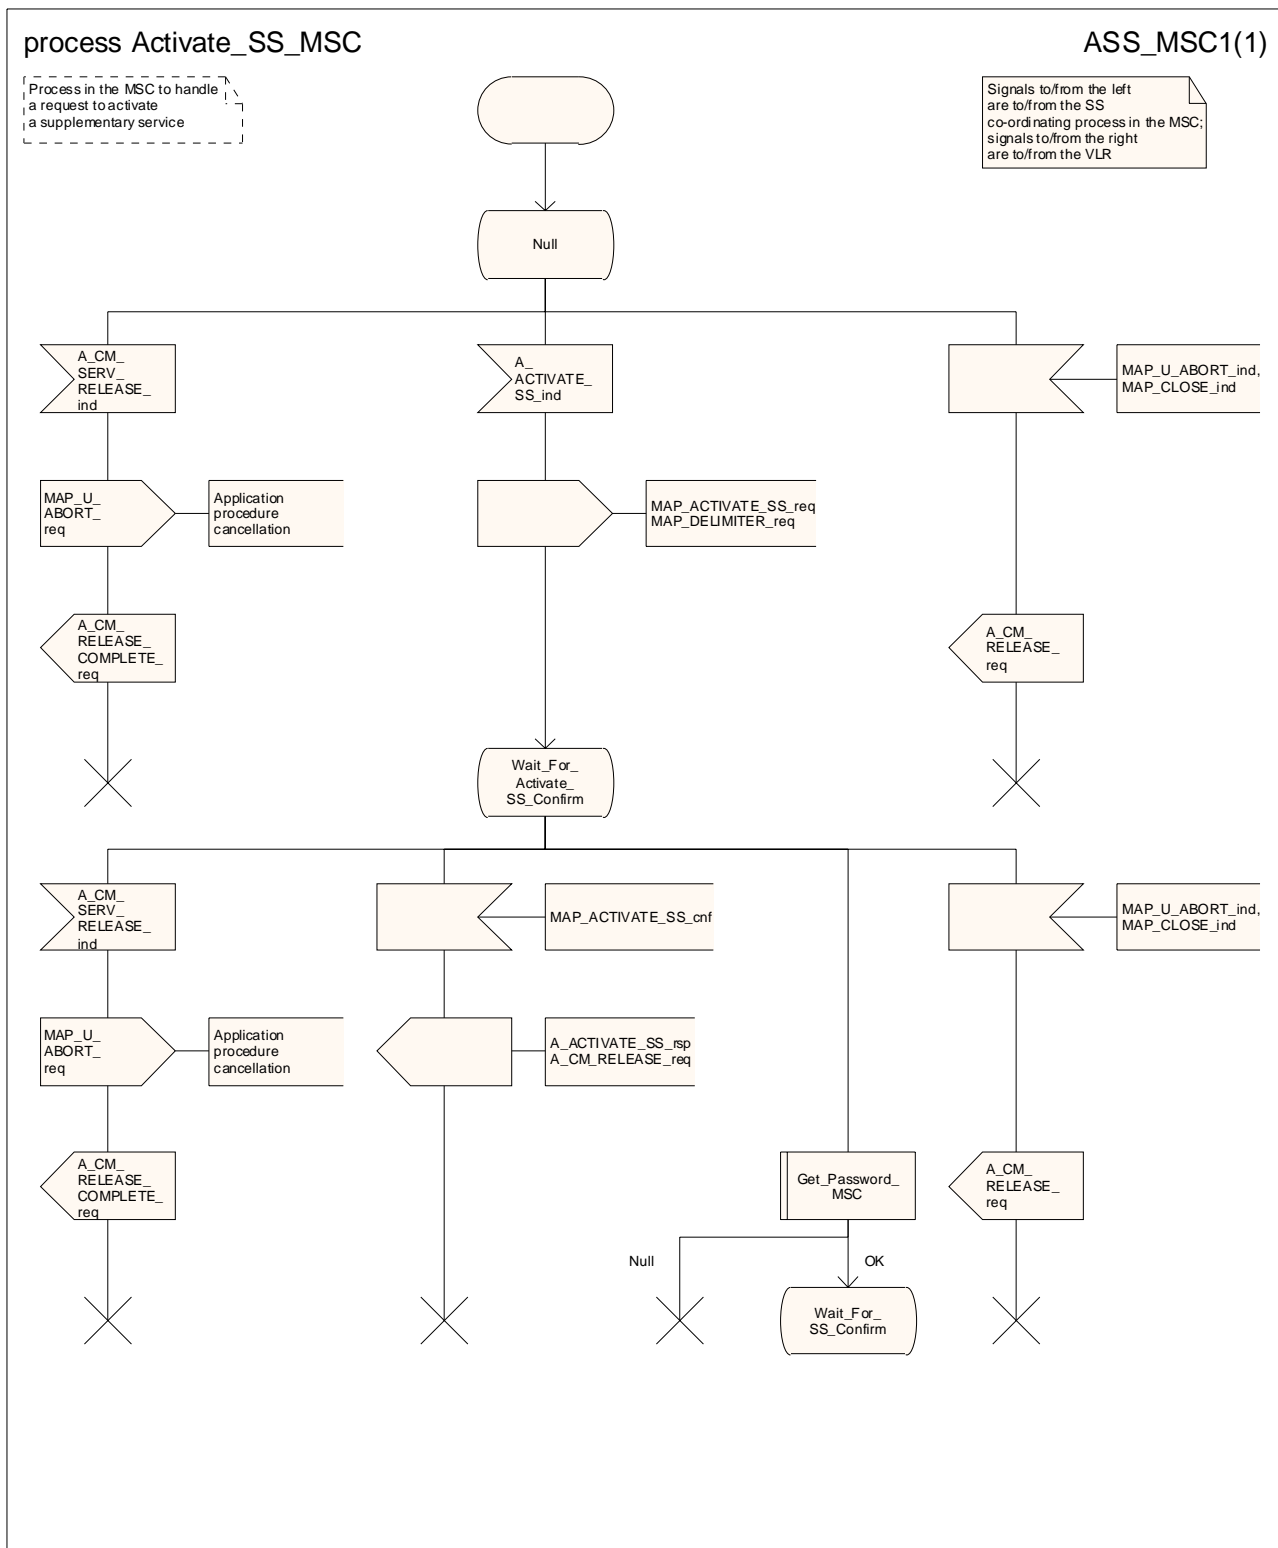 process Activate_SS_MSC
ASS_MSC1(1)
Process in the MSC to handle
a request to activate
a supplementary service
Signals to/from the left
are to/from the SS
co-ordinating process in the MSC;
signals to/from the right
are to/from the VLR
Null
A_CM_
SERV_
RELEASE_
ind
A_
ACTIVATE_
SS_ind
MAP_U_ABORT_ind,
MAP_CLOSE_ind
MAP_U_
ABORT_
req
Application
procedure
cancellation
MAP_ACTIVATE_SS_req
MAP_DELIMITER_req
A_CM_
RELEASE_
COMPLETE_
req
A_CM_
RELEASE_
req
Wait_For_
Activate_
SS_Confirm
A_CM_
SERV_
RELEASE_
ind
MAP_ACTIVATE_SS_cnf
MAP_U_ABORT_ind,
MAP_CLOSE_ind
MAP_U_
ABORT_
req
Application
procedure
cancellation
A_ACTIVATE_SS_rsp
A_CM_RELEASE_req
A_CM_
RELEASE_
COMPLETE_
req
Get_Password_
MSC
A_CM_
RELEASE_
req
Null
OK
Wait_For_
SS_Confirm